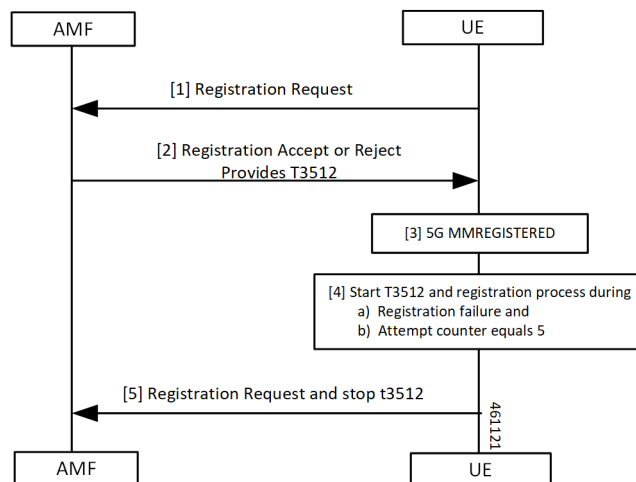 AMF
UE
[1] Registration Request
[2] Registration Accept or Reject
Provides T3512
[3] 5G MMREGISTERED
[4] Start T3512 and registration process during
a) Registration failure and
b) Attempt counter equals 5
[5] Registration Request and stop t3512
461121
AMF
UE